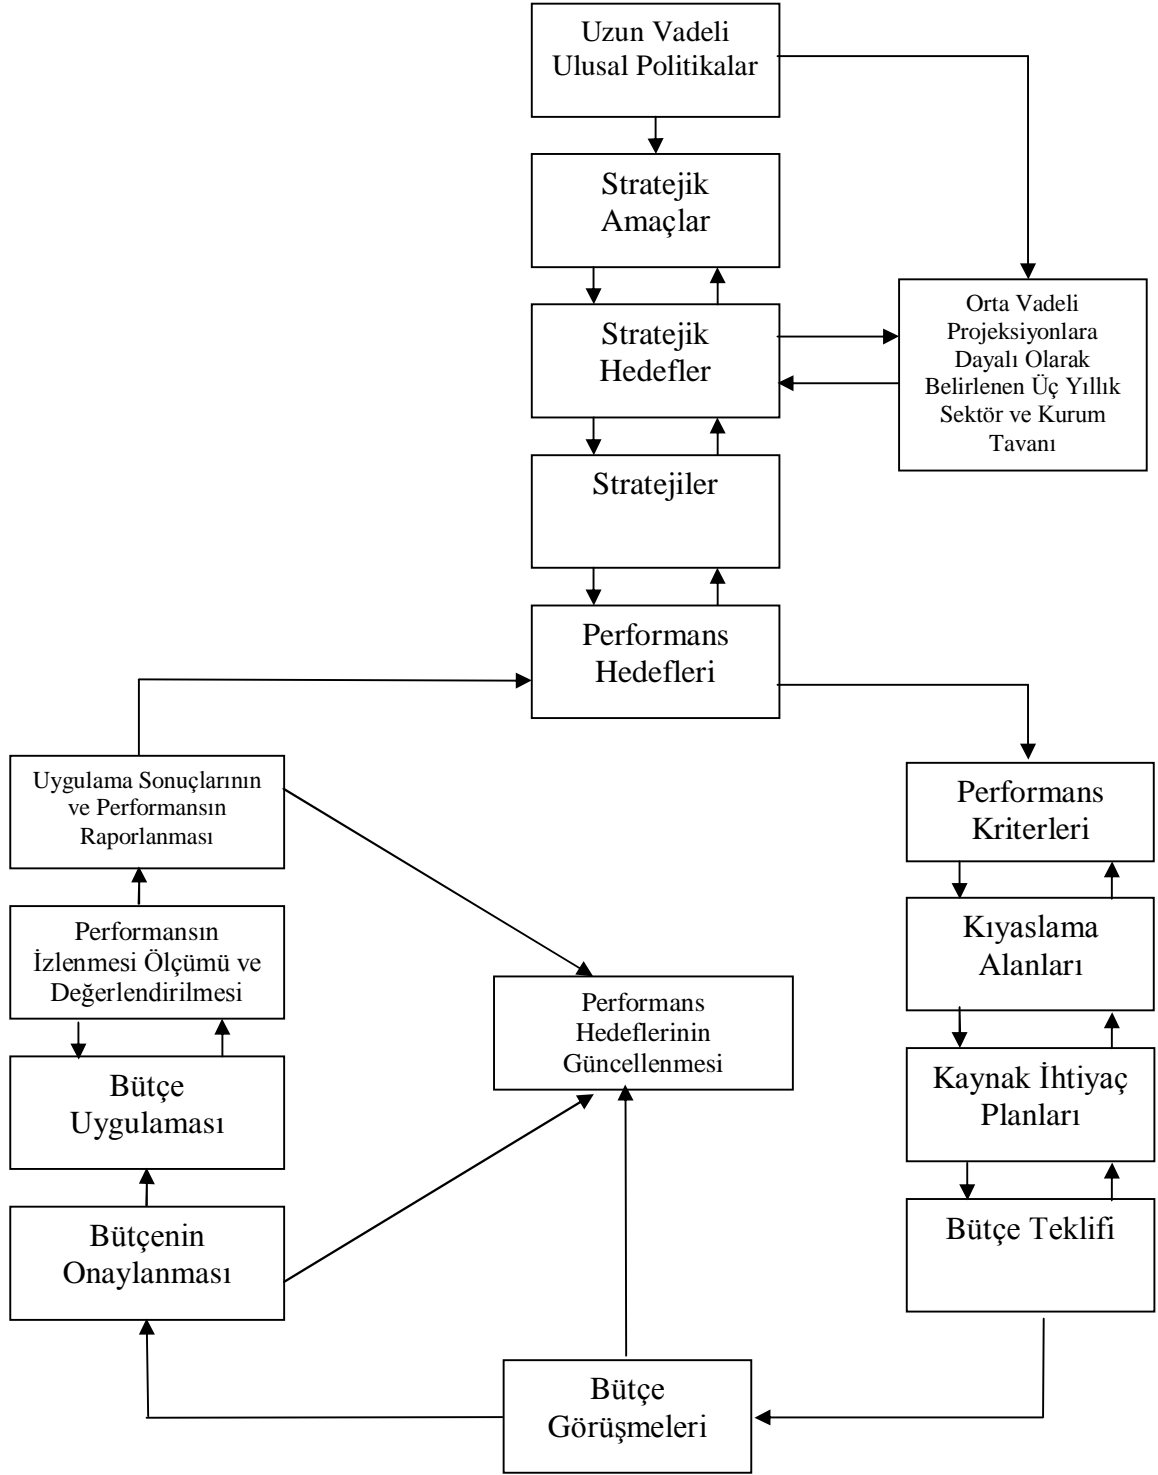 Uzun Vadeli
Ulusal Politikalar
Stratejik
Amaçlar
Stratejik
Hedefler
Orta Vadeli
Projeksiyonlara
Dayalı Olarak
Belirlenen Üç Yıllık
Sektör ve Kurum
Tavanı
Stratejiler
Performans
Hedefleri
Uygulama Sonuçlarının
ve Performansın
Raporlanması
Performans
Kriterleri
Performansın
İzlenmesi Ölçümü ve
Değerlendirilmesi
Kıyaslama
Alanları
Performans
Hedeflerinin
Güncellenmesi
Bütçe
Uygulaması
Kaynak İhtiyaç
Planları
Bütçenin
Onaylanması
Bütçe Teklifi
Bütçe
Görüşmeleri